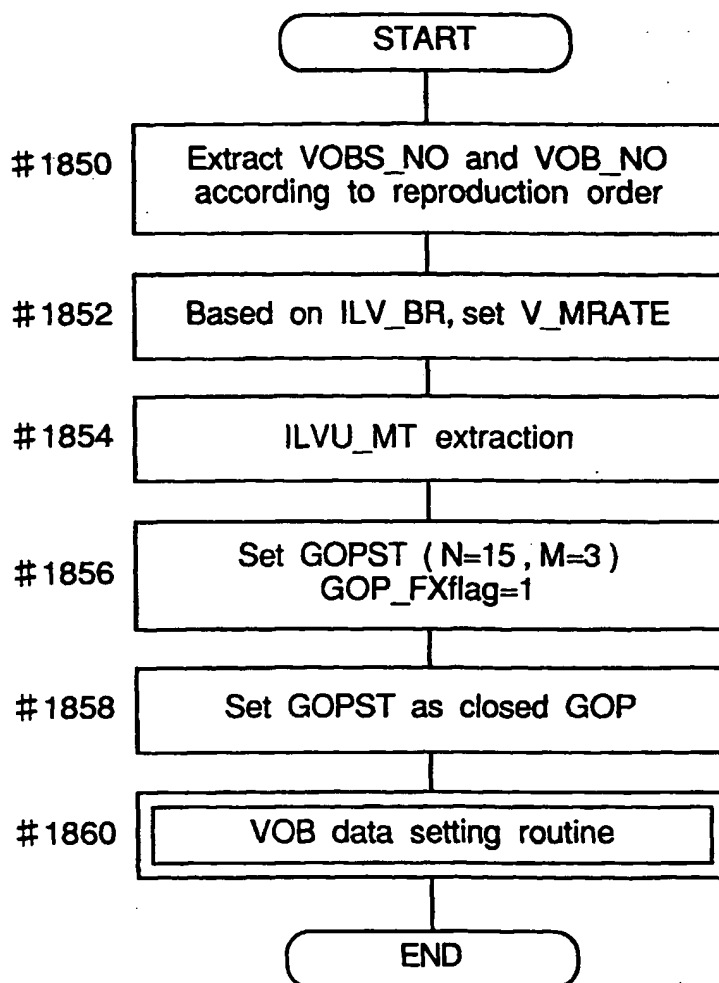 START
#1850
Extract VOBS_NO and VOB_NO
according to reproduction order
#1852
Based on ILV_BR, set V_MRATE
#1854
ILVU_MT extraction
#1856
Set GOPST (N=15, M=3)
GOP_FXflag=1
#1858
Set GOPST as closed GOP
#1860
VOB data setting routine
END